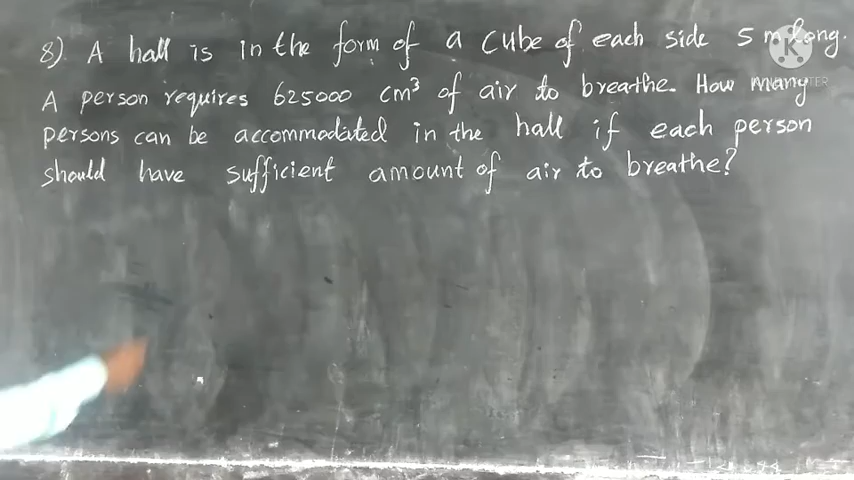 8) A hall is in the form of a cube of each side 5 m long.
A person requires 625000 cm³ of air to breathe. How many
persons can be accommodated in the hall if each person
should have sufficient amount of air to breathe?